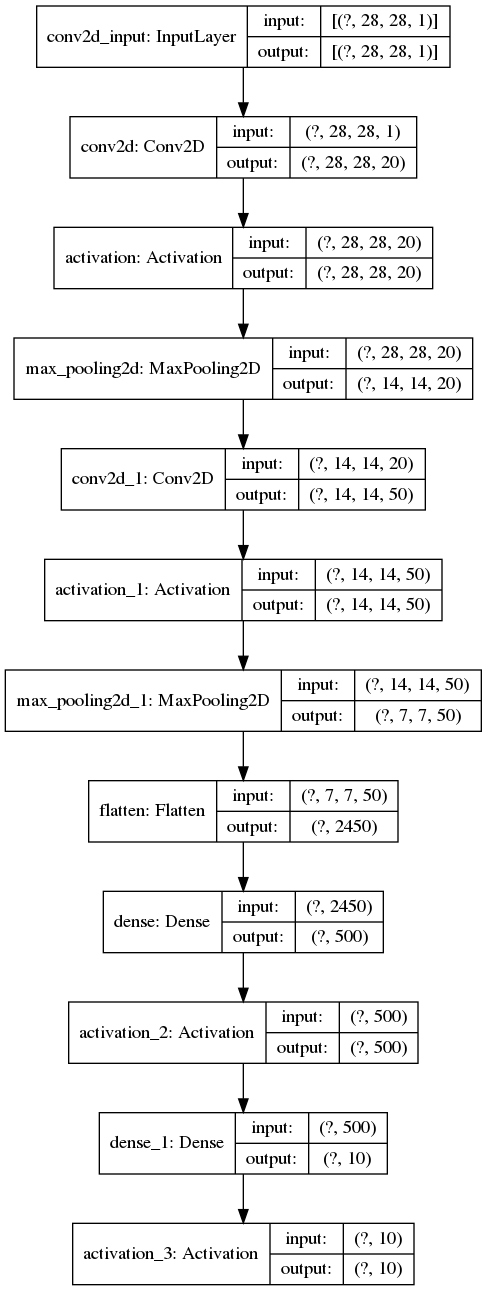 conv2d_input: InputLayer
input:
[(?, 28, 28, 1)]
output:
[(?, 28, 28, 1)]
conv2d: Conv2D
input:
(?, 28, 28, 1)
output:
(?, 28, 28, 20)
activation: Activation
input:
(?, 28, 28, 20)
output:
(?, 28, 28, 20)
max_pooling2d: MaxPooling2D
input:
(?, 28, 28, 20)
output:
(?, 14, 14, 20)
conv2d_1: Conv2D
input:
(?, 14, 14, 20)
output:
(?, 14, 14, 50)
activation_1: Activation
input:
(?, 14, 14, 50)
output:
(?, 14, 14, 50)
max_pooling2d_1: MaxPooling2D
input:
(?, 14, 14, 50)
output:
(?, 7, 7, 50)
flatten: Flatten
input:
(?, 7, 7, 50)
output:
(?, 2450)
dense: Dense
input:
(?, 2450)
output:
(?, 500)
activation_2: Activation
input:
(?, 500)
output:
(?, 500)
dense_1: Dense
input:
(?, 500)
output:
(?, 10)
activation_3: Activation
input:
(?, 10)
output:
(?, 10)